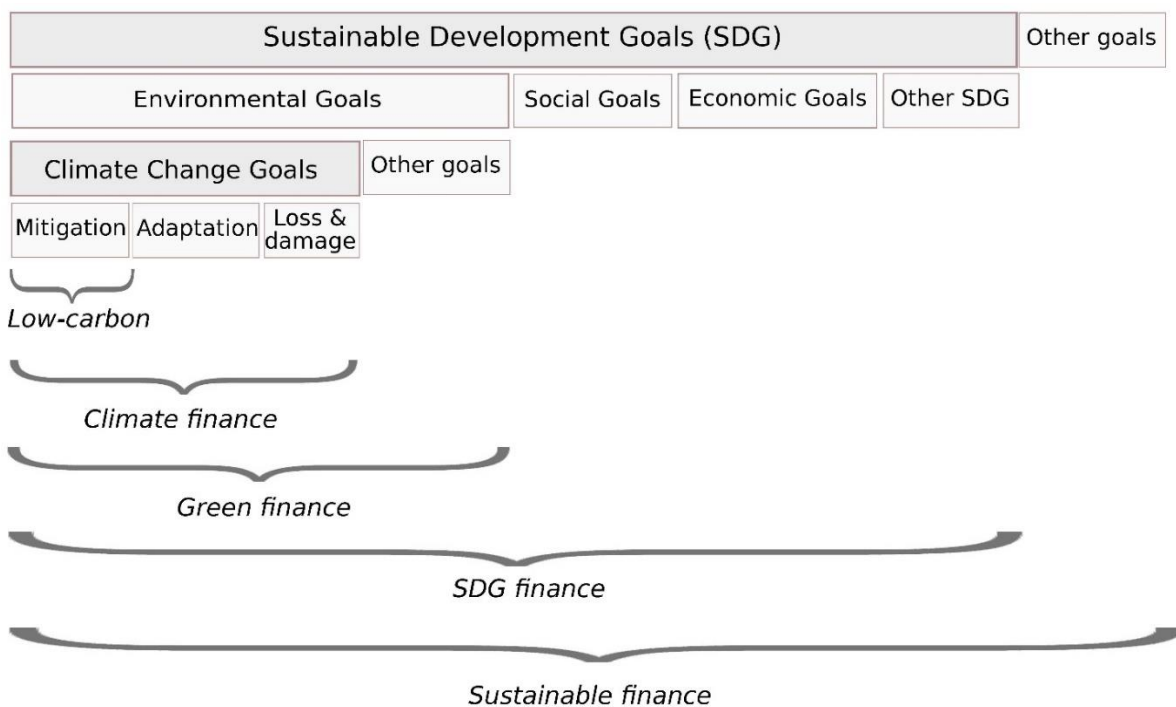 Sustainable Development Goals (SDG)
Other goals
Environmental Goals
Social Goals
Economic Goals
Other SDG
Climate Change Goals
Other goals
Mitigation
Adaptation
Loss &
damage
Low-carbon
Climate finance
Green finance
SDG finance
Sustainable finance